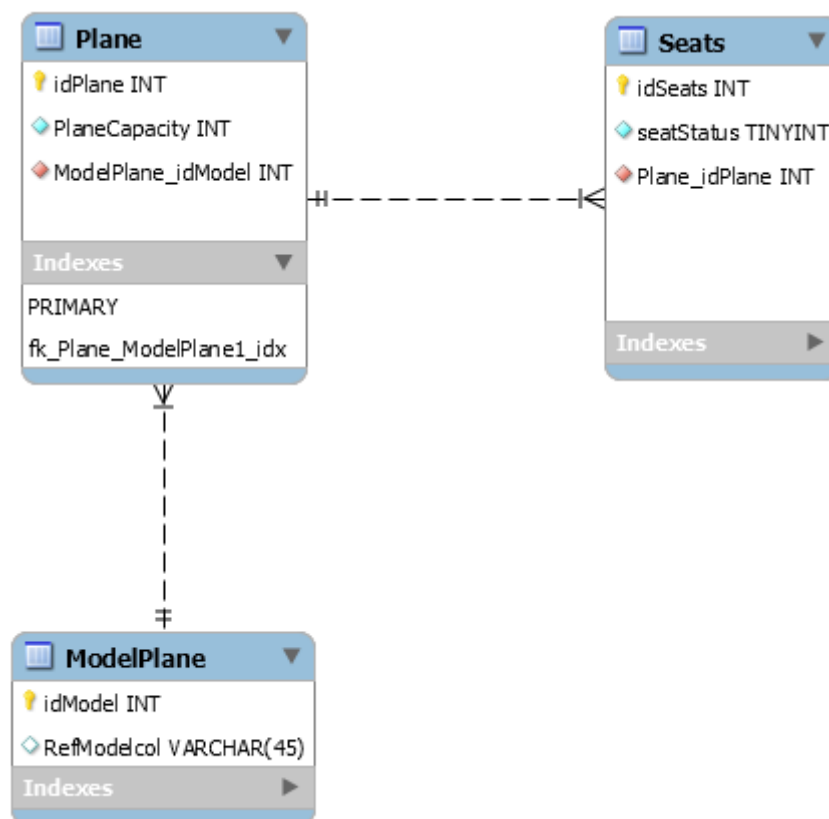 Plane
idPlane INT
PlaneCapacity INT
ModelPlane_idModel INT
Indexes
PRIMARY
fk_Plane_ModelPlane1_idx
Seats
idSeats INT
seatStatus TINYINT
Plane_idPlane INT
Indexes
ModelPlane
idModel INT
RefModelcol VARCHAR(45)
Indexes